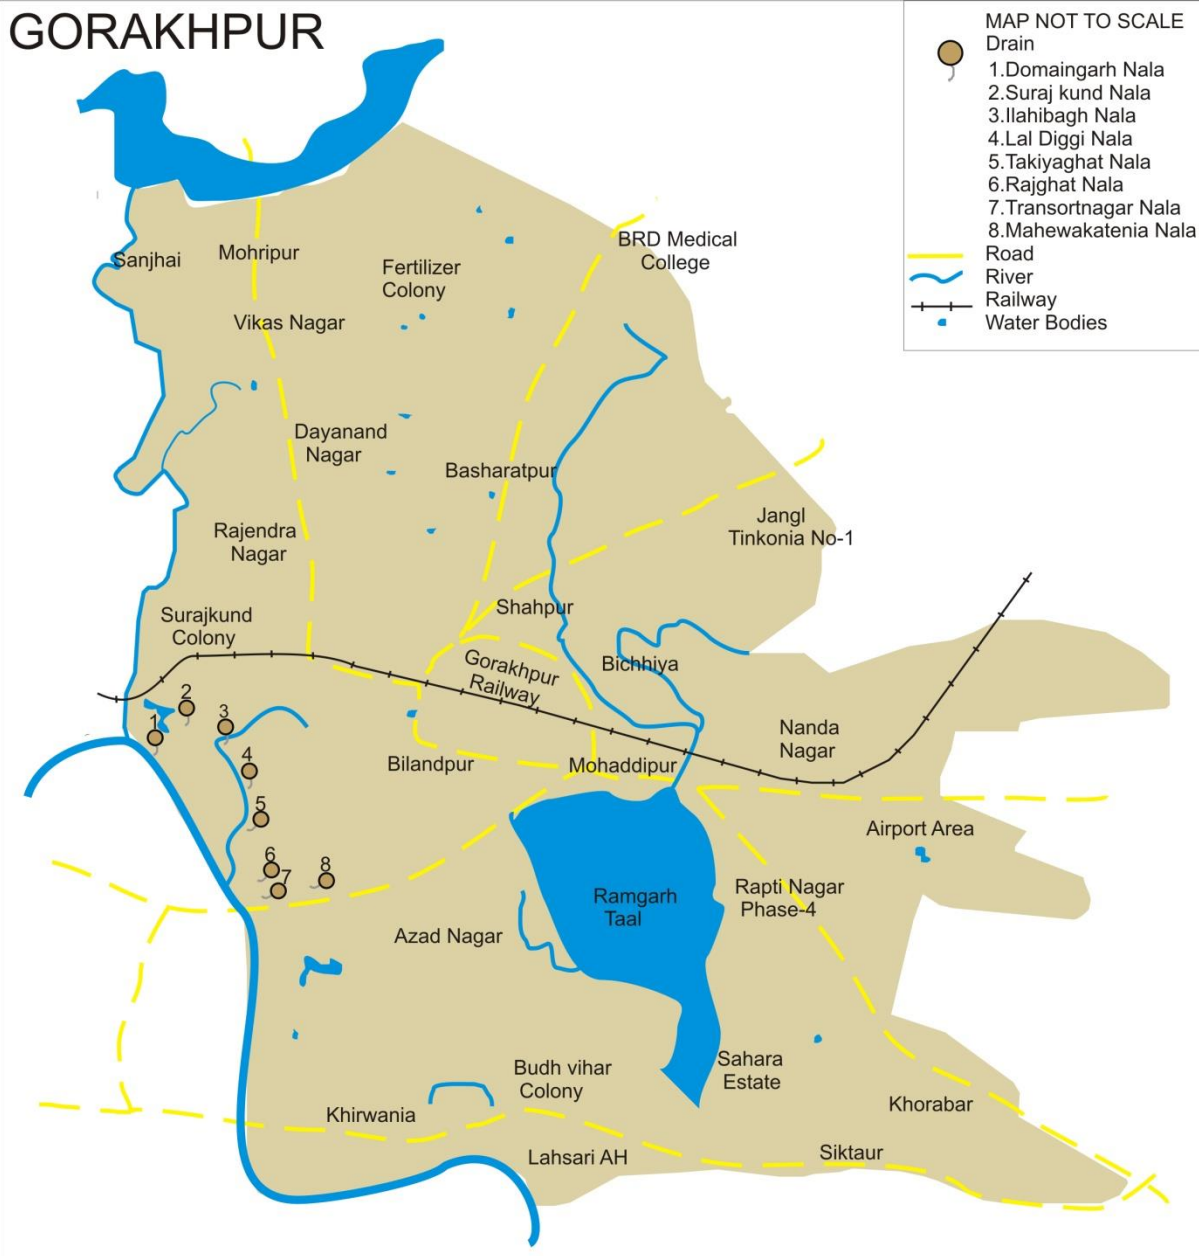 GORAKHPUR
MAP NOT TO SCALE
Drain
1.Domaingarh Nala
2.Suraj kund Nala
3.Ilahibagh Nala
4.Lal Diggi Nala
5.Takiyaghat Nala
6.Rajghat Nala
7.Transortnagar Nala
8.Mahewakatenia Nala
Road
River
Railway
Water Bodies
BRD Medical
College
Sanjhai
Mohripur
Fertilizer
Colony
Vikas Nagar
Dayanand
Nagar
Basharatpur
Rajendra
Nagar
Jangl
Tinkonia No-1
Shahpur
Surajkund
Colony
Gorakhpur
Railway
Bichhiya
2
3
1
4
Nanda
Nagar
Bilandpur
Mohaddipur
5
Airport Area
6
7
8
Ramgarh
Taal
Rapti Nagar
Phase-4
Azad Nagar
Budh vihar
Colony
Sahara
Estate
Khirwania
Khorabar
Lahsari AH
Siktaur